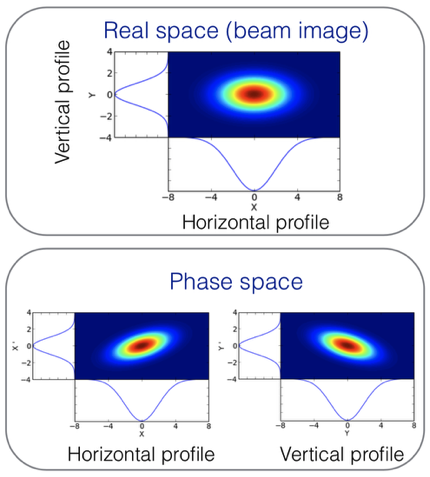 Real space (beam image)
Vertical profile
Y
4
2
0
−2
−4
−8
−4
0
4
8
X
Horizontal profile
Phase space
X'
4
2
0
−2
−4
−8
−4
0
4
8
X
Horizontal profile
Y'
4
2
0
−2
−4
−8
−4
0
4
8
Y
Vertical profile